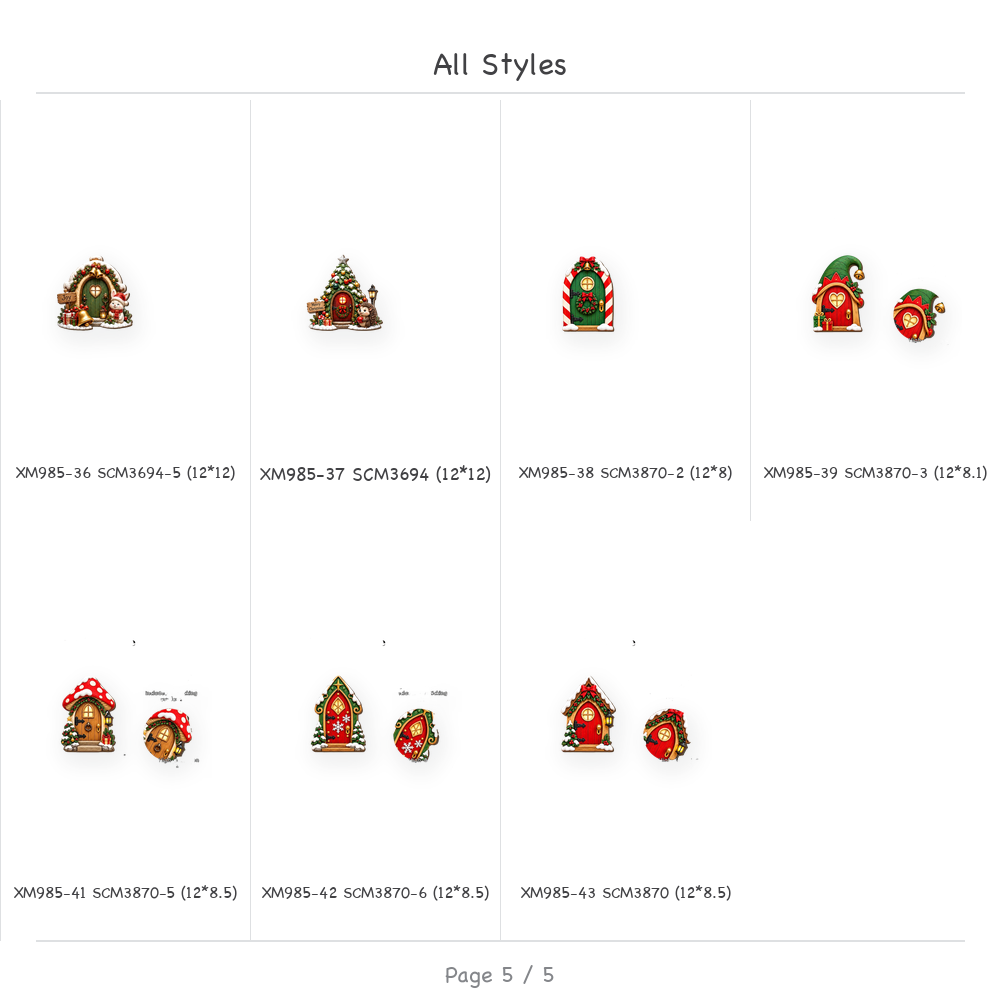 All Styles
XM985-36 SCM3694-5 (12*12)
XM985-37 SCM3694 (12*12)
XM985-38 SCM3870-2 (12*8)
XM985-39 SCM3870-3 (12*8.1)
XM985-41 SCM3870-5 (12*8.5)
XM985-42 SCM3870-6 (12*8.5)
XM985-43 SCM3870 (12*8.5)
Page 5 / 5